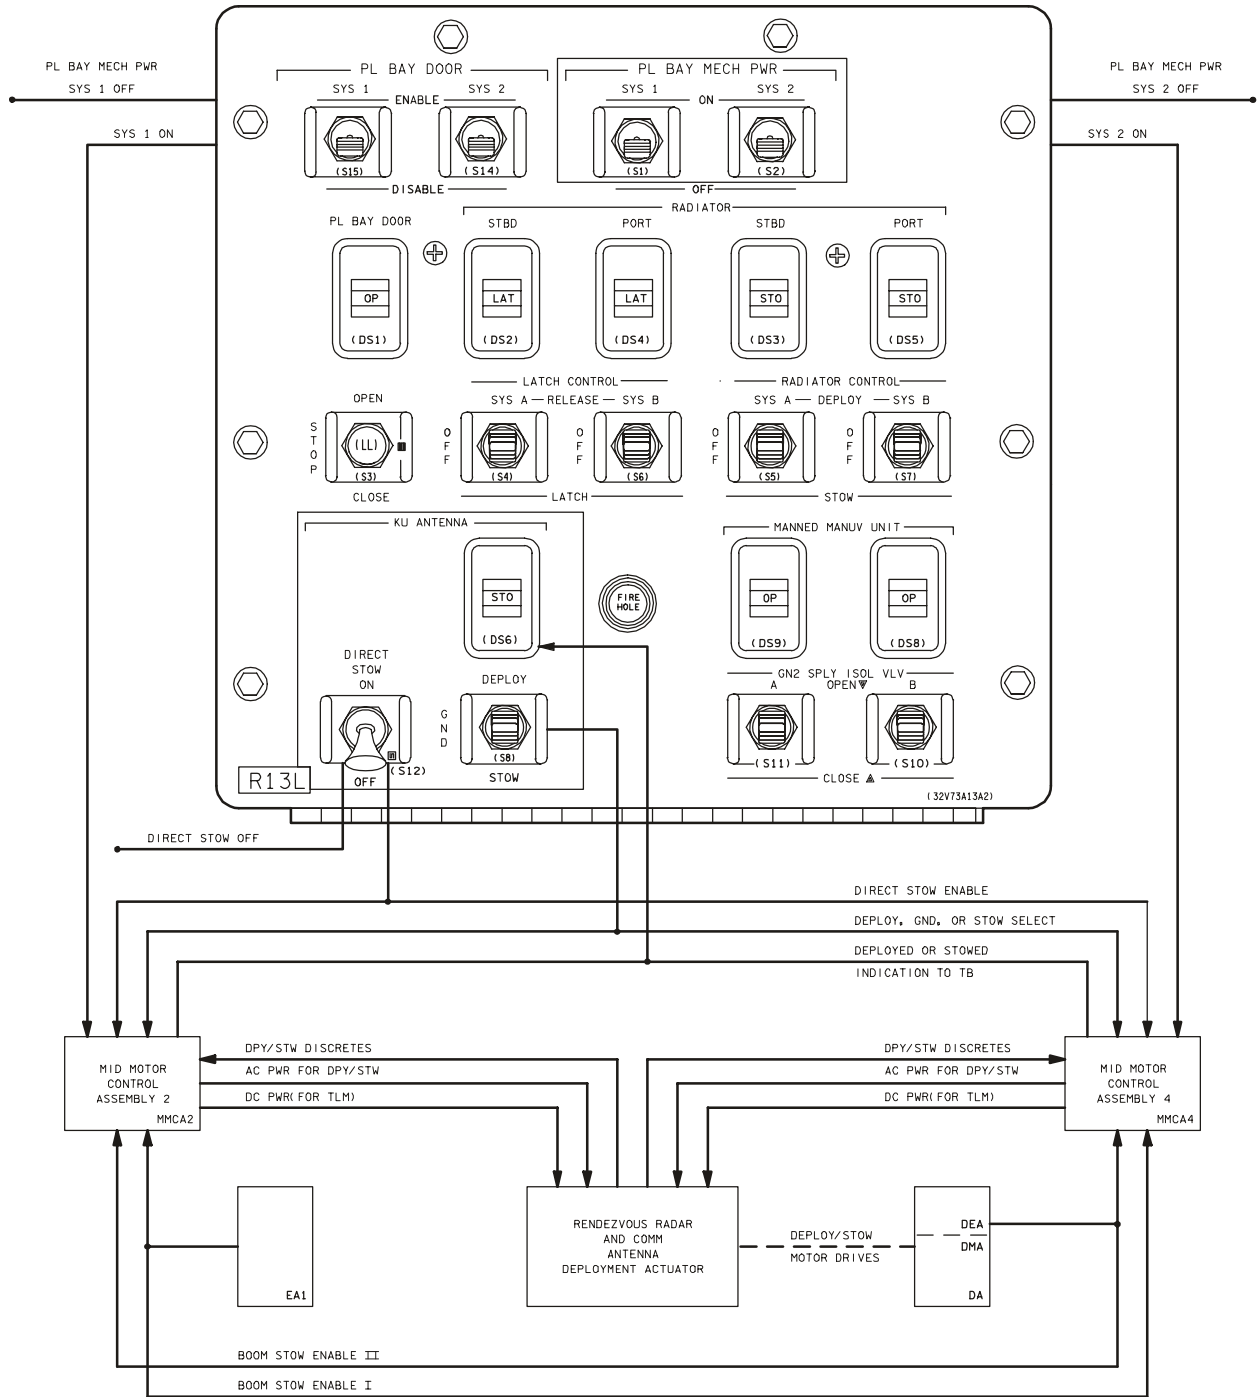 PL BAY MECH PWR
SYS 1 OFF
SYS 1 ON
PL BAY MECH PWR
SYS 2 OFF
SYS 2 ON
PL BAY DOOR
SYS 1 SYS 2
ENABLE
(S15) (S14)
DISABLE
PL BAY MECH PWR
SYS 1 SYS 2
ON
(S1) (S2)
OFF
RADIATOR
PL BAY DOOR STBD PORT STBD PORT
OP LAT LAT STO STO
(DS1) (DS2) (DS4) (DS3) (DS5)
LATCH CONTROL RADIATOR CONTROL
OPEN SYS A RELEASE SYS B SYS A DEPLOY SYS B
STOP (LL) OFF OFF OFF OFF
(S3) (S4) (S6) (S5) (S7)
CLOSE LATCH STOW
KU ANTENNA
STO
(DS6)
FIRE
HOLE
MANNED MANUV UNIT
OP OP
(DS9) (DS8)
DIRECT
STOW
ON
DEPLOY
GND
(S8)
STOW
(S12)
OFF
R13L
GN2 SPLY ISOL VLV
A OPEN B
(S11) (S10)
CLOSE
(32V73A13A2)
DIRECT STOW OFF
DIRECT STOW ENABLE
DEPLOY, GND, OR STOW SELECT
DEPLOYED OR STOWED
INDICATION TO TB
MID MOTOR
CONTROL
ASSEMBLY 2
MMCA2
DPY/STW DISCRETES
AC PWR FOR DPY/STW
DC PWR(FOR TLM)
DPY/STW DISCRETES
AC PWR FOR DPY/STW
DC PWR(FOR TLM)
MID MOTOR
CONTROL
ASSEMBLY 4
MMCA4
EA1
RENDEZVOUS RADAR
AND COMM
ANTENNA
DEPLOYMENT ACTUATOR
DEPLOY/STOW
MOTOR DRIVES
DEA
DMA
DA
BOOM STOW ENABLE II
BOOM STOW ENABLE I